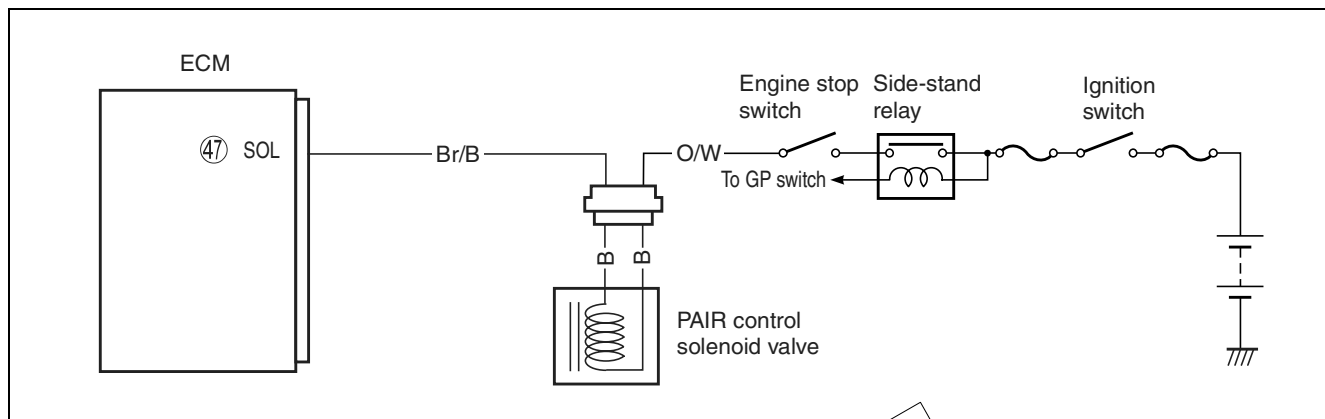 ECM
㊼ SOL
Br/B
O/W
Engine stop
switch
Side-stand
relay
Ignition
switch
To GP switch
B
B
PAIR control
solenoid valve